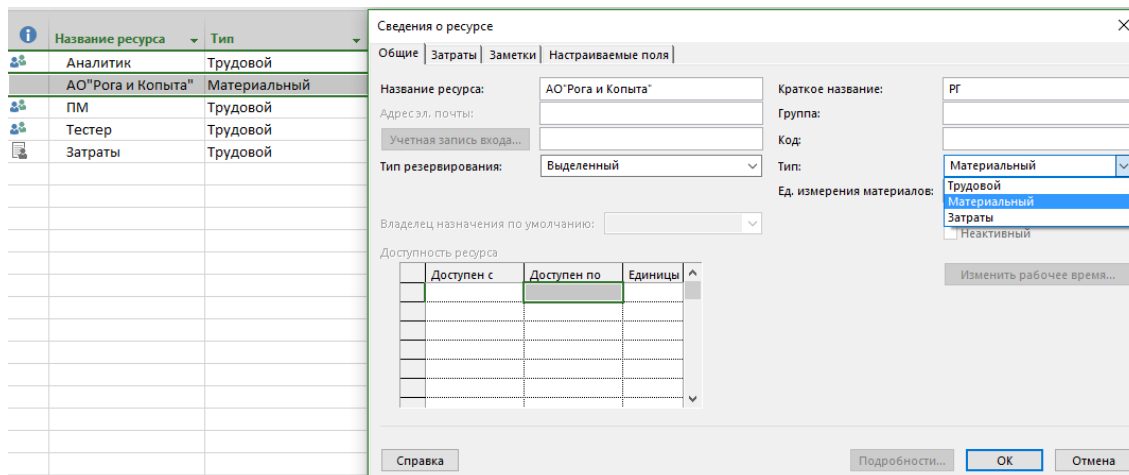 Название ресурса Тип
Аналитик Трудовой
АО"Рога и Копыта" Материальный
ПМ Трудовой
Тестер Трудовой
Затраты Трудовой
Сведения о ресурсе
Общие Затраты Заметки Настраиваемые поля
Название ресурса: АО"Рога и Копыта" Краткое название: РГ
Адрес эл. почты: Группа:
Учетная запись входа... Код:
Тип резервирования: Выделенный Тип: Материальный
Трудовой
Ед. измерения материалов: Материальный
Затраты
Владелец назначения по умолчанию: Неактивный
Доступность ресурса
Доступен с Доступен по Единицы Изменить рабочее время...
Справка Подробности... ОК Отмена